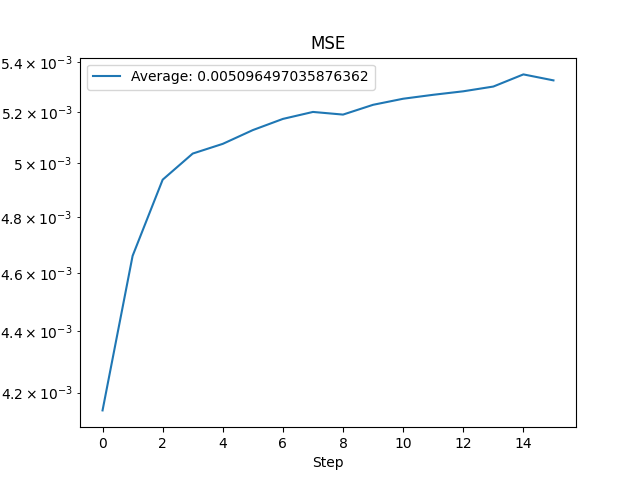 MSE
Average: 0.005096497035876362
5.4 × 10⁻³
5.2 × 10⁻³
5 × 10⁻³
4.8 × 10⁻³
4.6 × 10⁻³
4.4 × 10⁻³
4.2 × 10⁻³
0 2 4 6 8 10 12 14
Step